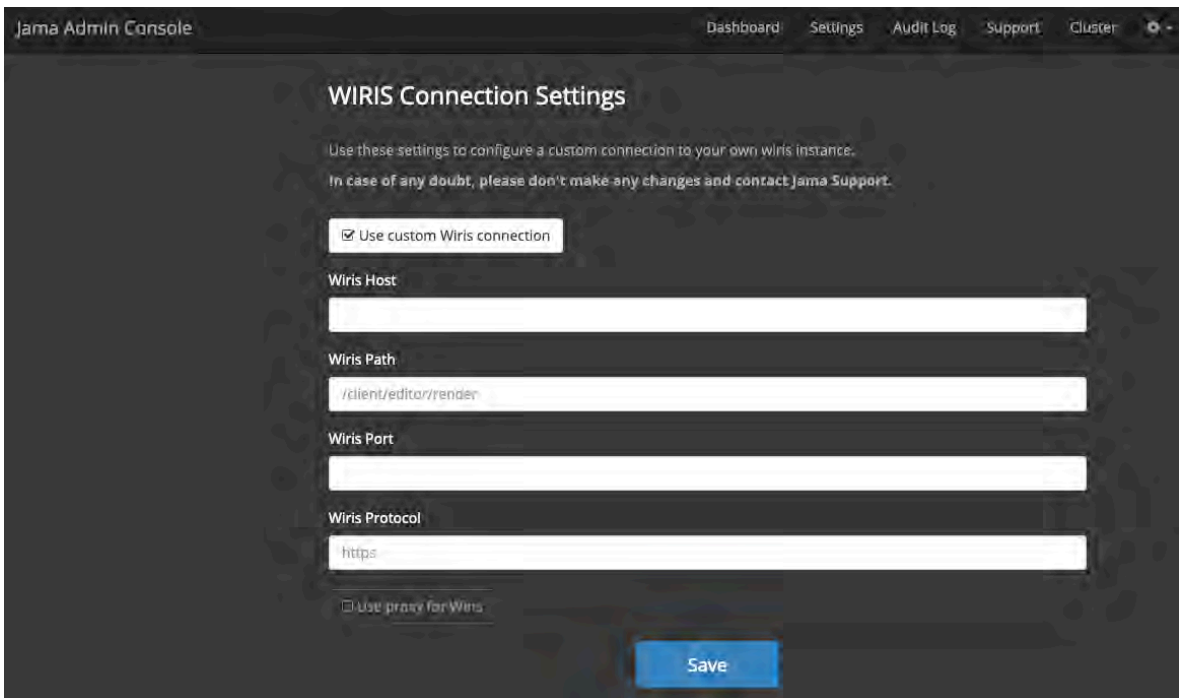 Jama Admin Console Dashboard Settings Audit Log Support Cluster
WIRIS Connection Settings
Use these settings to configure a custom connection to your own wiris instance.
In case of any doubt, please don't make any changes and contact Jama Support.
Use custom Wiris connection
Wiris Host
Wiris Path
/client/editor/render
Wiris Port
Wiris Protocol
https
Use proxy for Wiris
Save